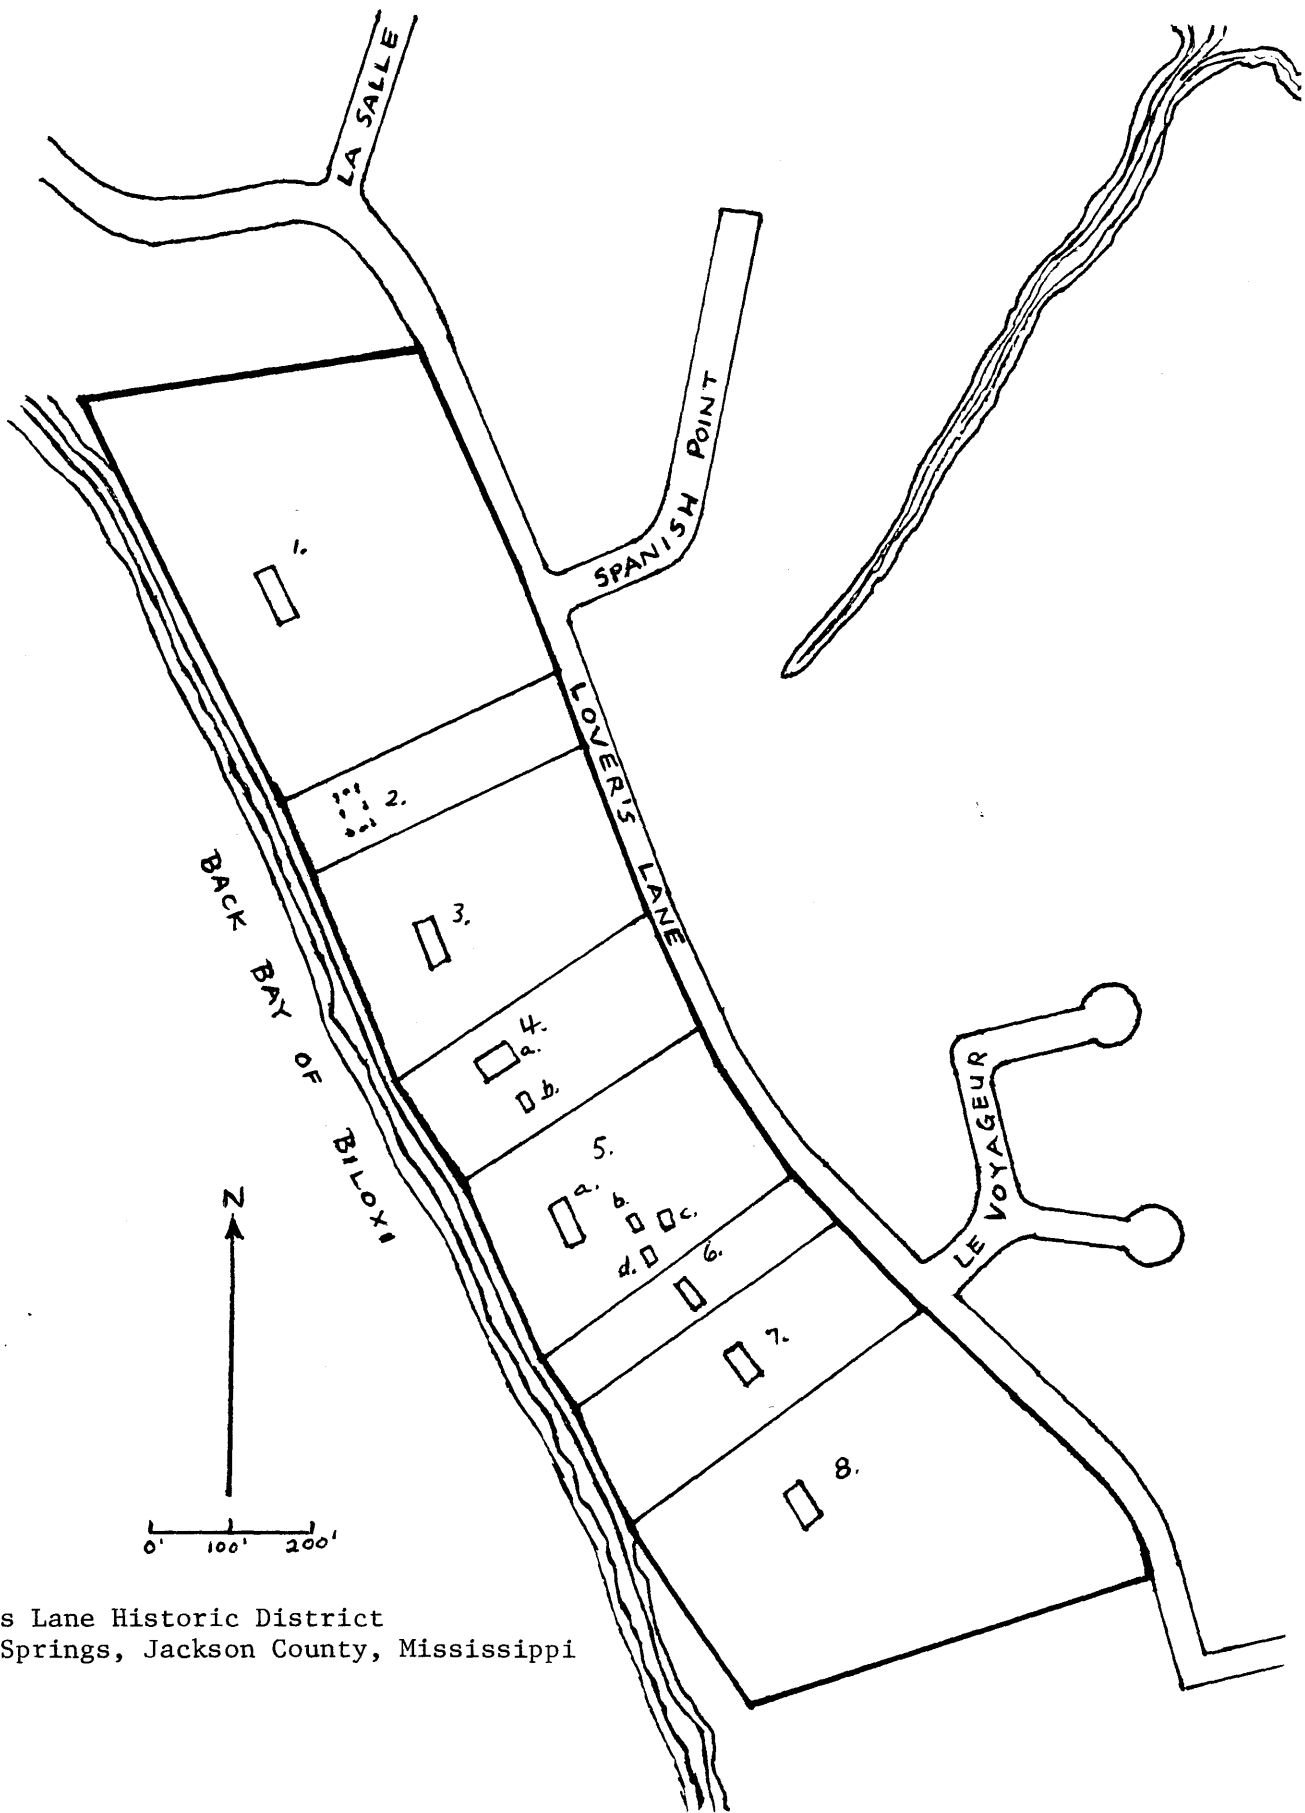 LA SALLE
SPANISH POINT
1.
LOVER'S LANE
2.
BACK BAY OF BILOXI
3.
4.
a.
b.
LE VOYAGEUR
5.
a.
b.
c.
d.
6.
N
7.
8.
0' 100' 200'
s Lane Historic District
Springs, Jackson County, Mississippi